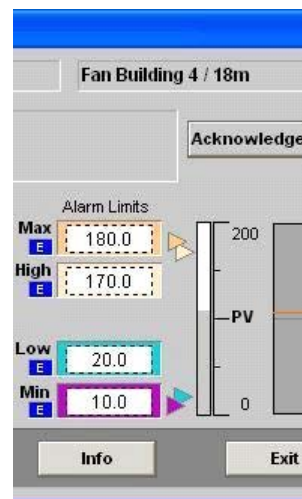 Fan Building 4 / 18m
Acknowledge
Alarm Limits
Max
E
180.0
High
E
170.0
Low
E
20.0
Min
E
10.0
200
PV
0
Info
Exit